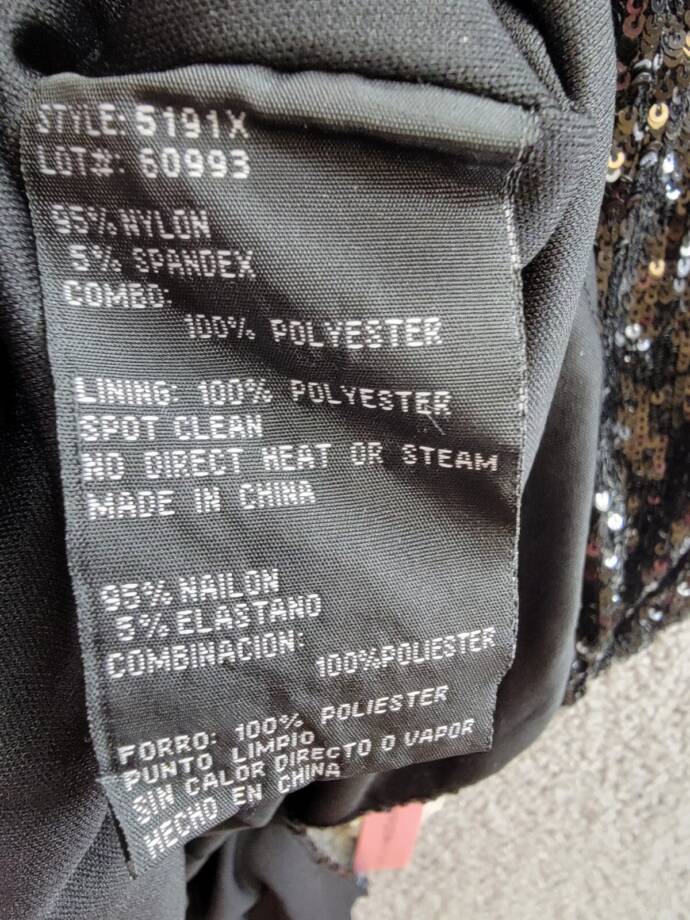 STYLE: 5191X
LOT#: 60993
95% NYLON
5% SPANDEX
COMBO:
100% POLYESTER
LINING: 100% POLYESTER
SPOT CLEAN
NO DIRECT HEAT OR STEAM
MADE IN CHINA
95% NAILON
5% ELASTANO
COMBINACION:
100%POLIESTER
FORRO: 100% POLIESTER
PUNTO LIMPIO
SIN CALOR DIRECTO O VAPOR
HECHO EN CHINA